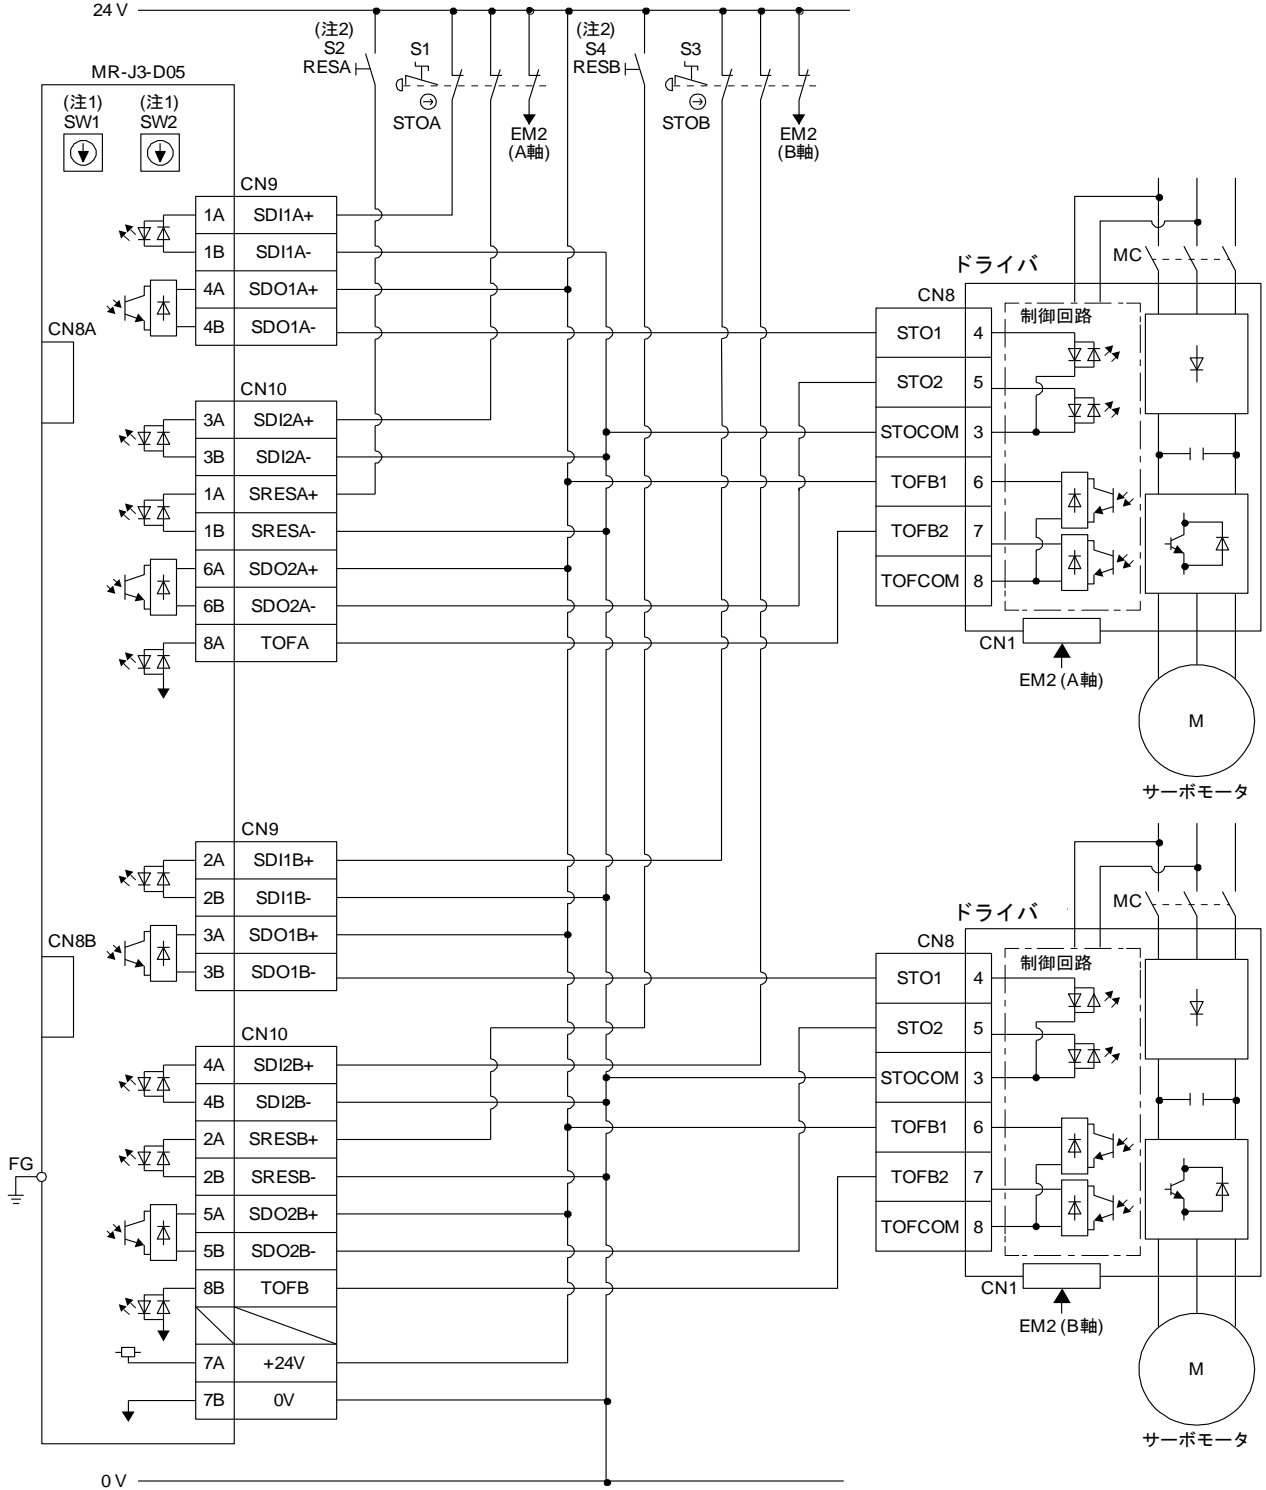 24 V
(注2)
S2
RESA
S1
STOA
EM2
(A軸)
(注2)
S4
RESB
S3
STOB
EM2
(B軸)
MR-J3-D05
(注1)
SW1
(注1)
SW2
CN9
1A SDI1A+
1B SDI1A-
4A SDO1A+
4B SDO1A-
CN8A
CN10
3A SDI2A+
3B SDI2A-
1A SRESA+
1B SRESA-
6A SDO2A+
6B SDO2A-
8A TOFA
ドライバ
MC
CN8
制御回路
STO1 4
STO2 5
STOCOM 3
TOFB1 6
TOFB2 7
TOFCOM 8
CN1
EM2 (A軸)
M
サーボモータ
CN9
2A SDI1B+
2B SDI1B-
3A SDO1B+
3B SDO1B-
CN8B
CN10
4A SDI2B+
4B SDI2B-
2A SRESB+
2B SRESB-
5A SDO2B+
5B SDO2B-
8B TOFB
7A +24V
7B 0V
FG
ドライバ
MC
CN8
制御回路
STO1 4
STO2 5
STOCOM 3
TOFB1 6
TOFB2 7
TOFCOM 8
CN1
EM2 (B軸)
M
サーボモータ
0 V